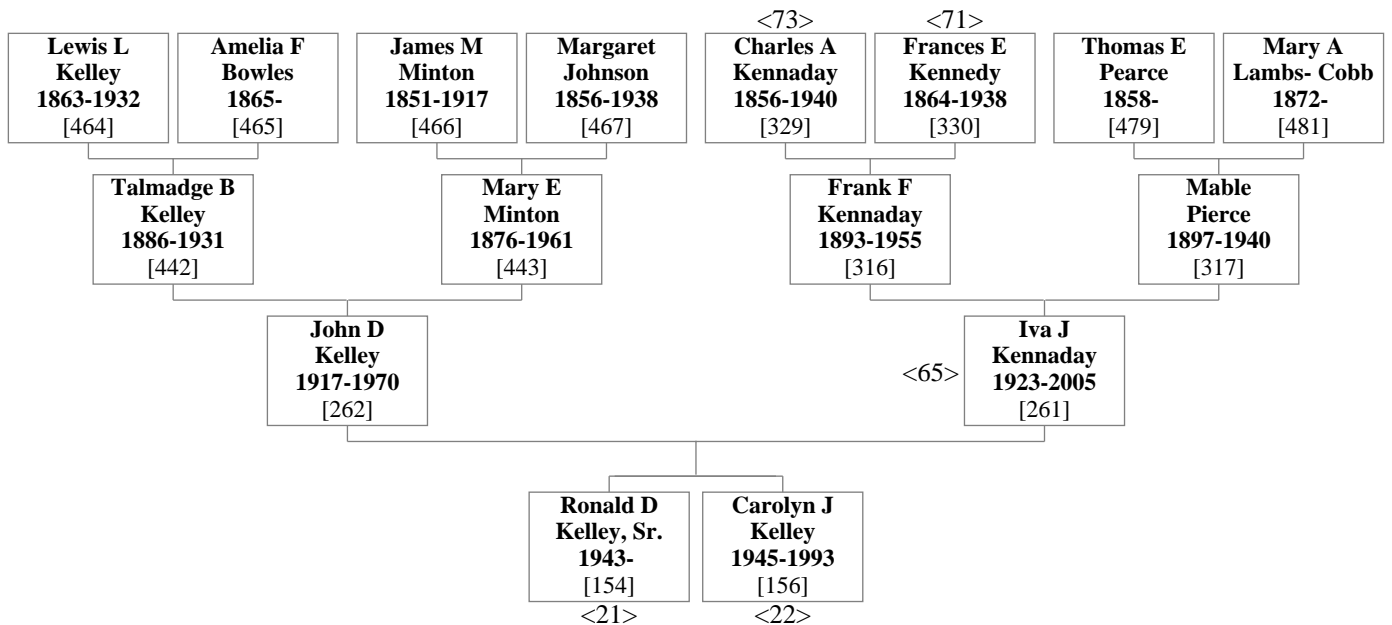 <73>
<71>
Lewis L
Kelley
1863-1932
[464]
Amelia F
Bowles
1865-
[465]
James M
Minton
1851-1917
[466]
Margaret
Johnson
1856-1938
[467]
Charles A
Kennaday
1856-1940
[329]
Frances E
Kennedy
1864-1938
[330]
Thomas E
Pearce
1858-
[479]
Mary A
Lambs- Cobb
1872-
[481]
Talmadge B
Kelley
1886-1931
[442]
Mary E
Minton
1876-1961
[443]
Frank F
Kennaday
1893-1955
[316]
Mable
Pierce
1897-1940
[317]
John D
Kelley
1917-1970
[262]
<65>
Iva J
Kennaday
1923-2005
[261]
Ronald D
Kelley, Sr.
1943-
[154]
<21>
Carolyn J
Kelley
1945-1993
[156]
<22>